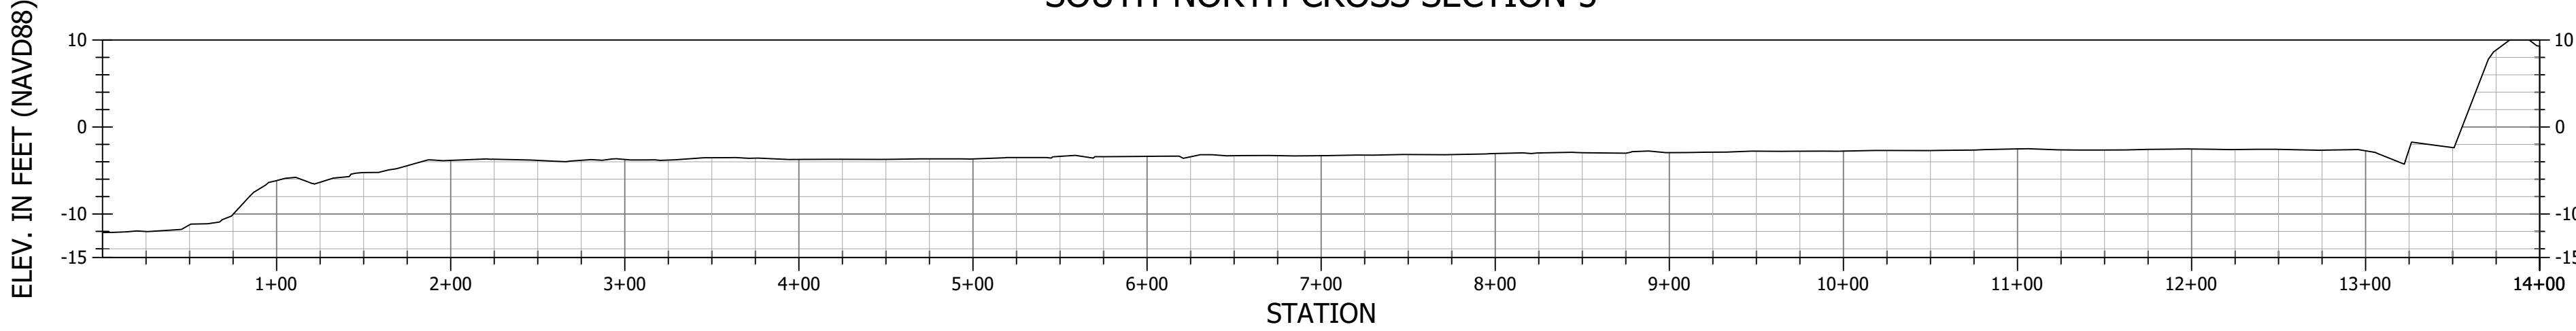 SOUTH-NORTH CROSS SECTION
ELEV. IN FEET (NAVD88)
10 10
0 0
-10 -10
-15 -15
1+00 2+00 3+00 4+00 5+00 6+00 7+00 8+00 9+00 10+00 11+00 12+00 13+00 14+00
STATION